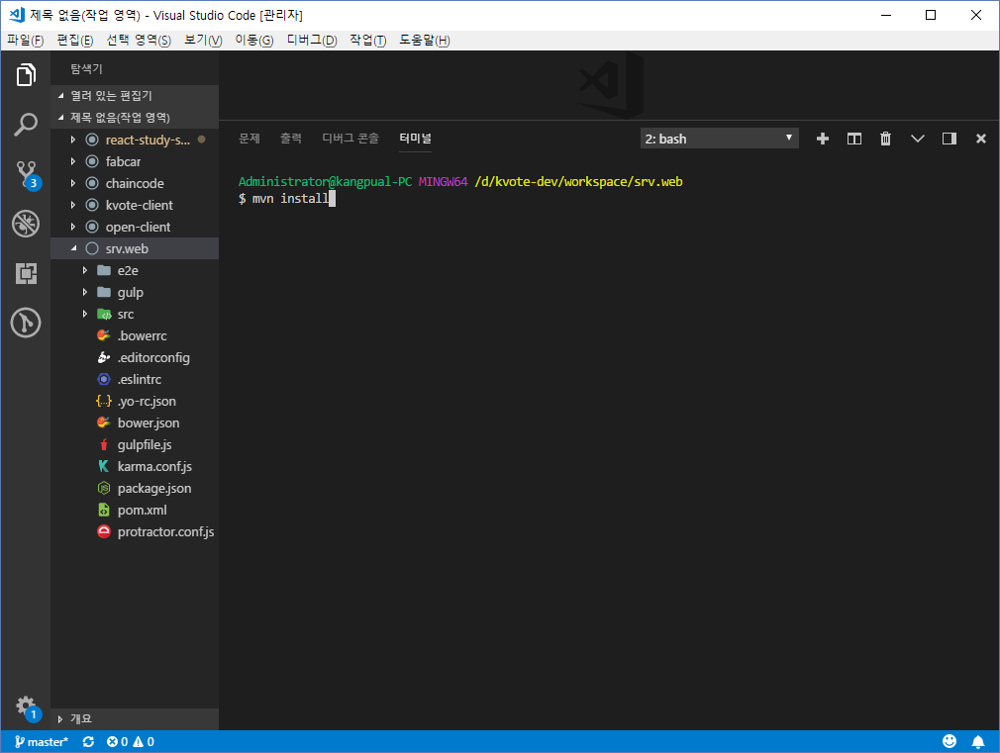 제목 없음(작업 영역) - Visual Studio Code [관리자]
파일(F) 편집(E) 선택 영역(S) 보기(V) 이동(G) 디버그(D) 작업(T) 도움말(H)
탐색기
열려 있는 편집기
제목 없음(작업 영역)
react-study-s...
fabcar
chaincode
kvote-client
open-client
srv.web
e2e
gulp
src
.bowerrc
.editorconfig
.eslintrc
.yo-rc.json
bower.json
gulpfile.js
karma.conf.js
package.json
pom.xml
protractor.conf.js
개요
3
1
문제 출력 디버그 콘솔 터미널 2: bash
Administrator@kangpual-PC MINGW64 /d/kvote-dev/workspace/srv.web
$ mvn install
master* 0 0